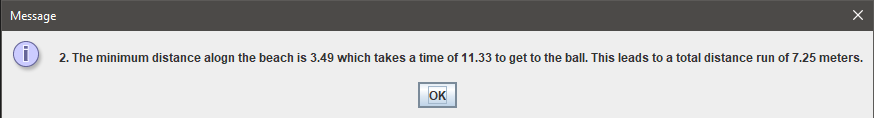 Message
2. The minimum distance alogn the beach is 3.49 which takes a time of 11.33 to get to the ball. This leads to a total distance run of 7.25 meters.
OK